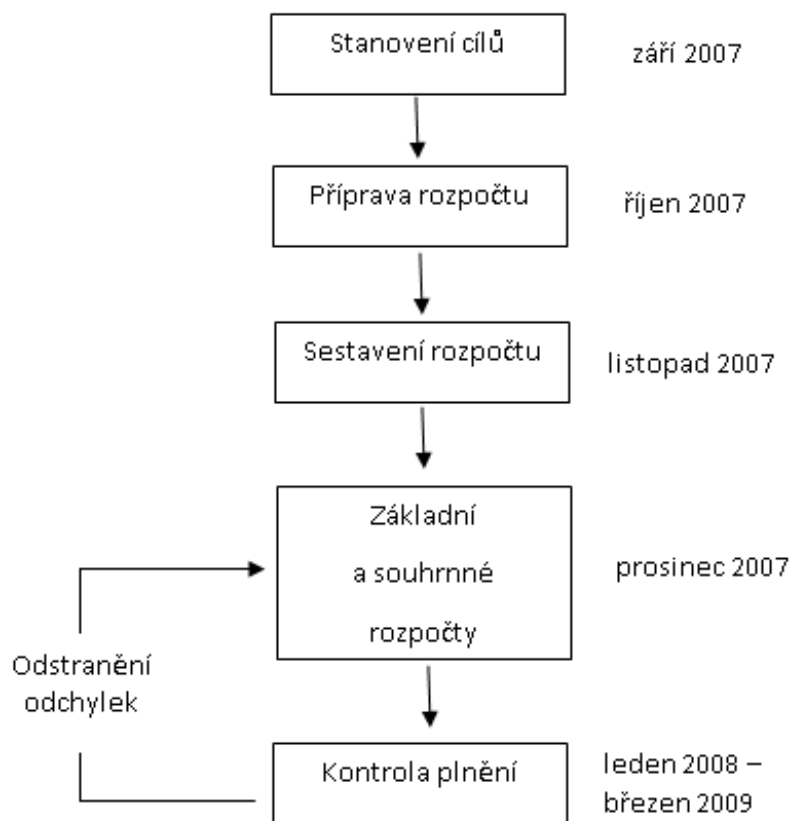 Stanovení cílů
září 2007
Příprava rozpočtu
říjen 2007
Sestavení rozpočtu
listopad 2007
Základní
a souhrnné
rozpočty
prosinec 2007
Odstranění
odchylek
Kontrola plnění
leden 2008 –
březen 2009